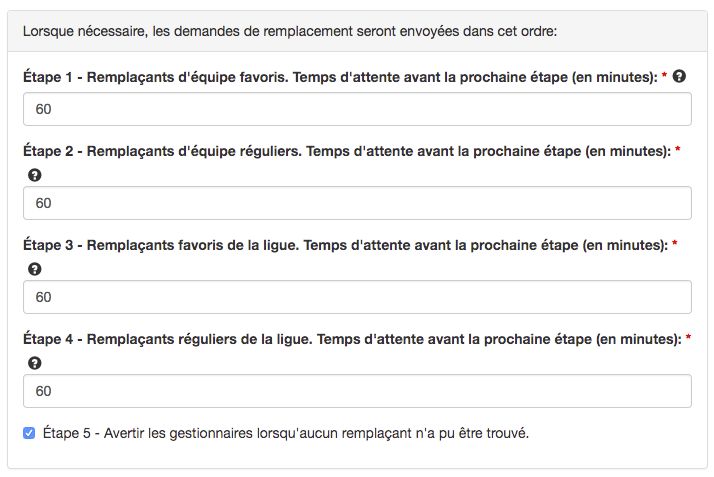 Lorsque nécessaire, les demandes de remplacement seront envoyées dans cet ordre:
Étape 1 - Remplaçants d'équipe favoris. Temps d'attente avant la prochaine étape (en minutes): * ?
60
Étape 2 - Remplaçants d'équipe réguliers. Temps d'attente avant la prochaine étape (en minutes): *
?
60
Étape 3 - Remplaçants favoris de la ligue. Temps d'attente avant la prochaine étape (en minutes): *
?
60
Étape 4 - Remplaçants réguliers de la ligue. Temps d'attente avant la prochaine étape (en minutes): *
?
60
Étape 5 - Avertir les gestionnaires lorsqu'aucun remplaçant n'a pu être trouvé.